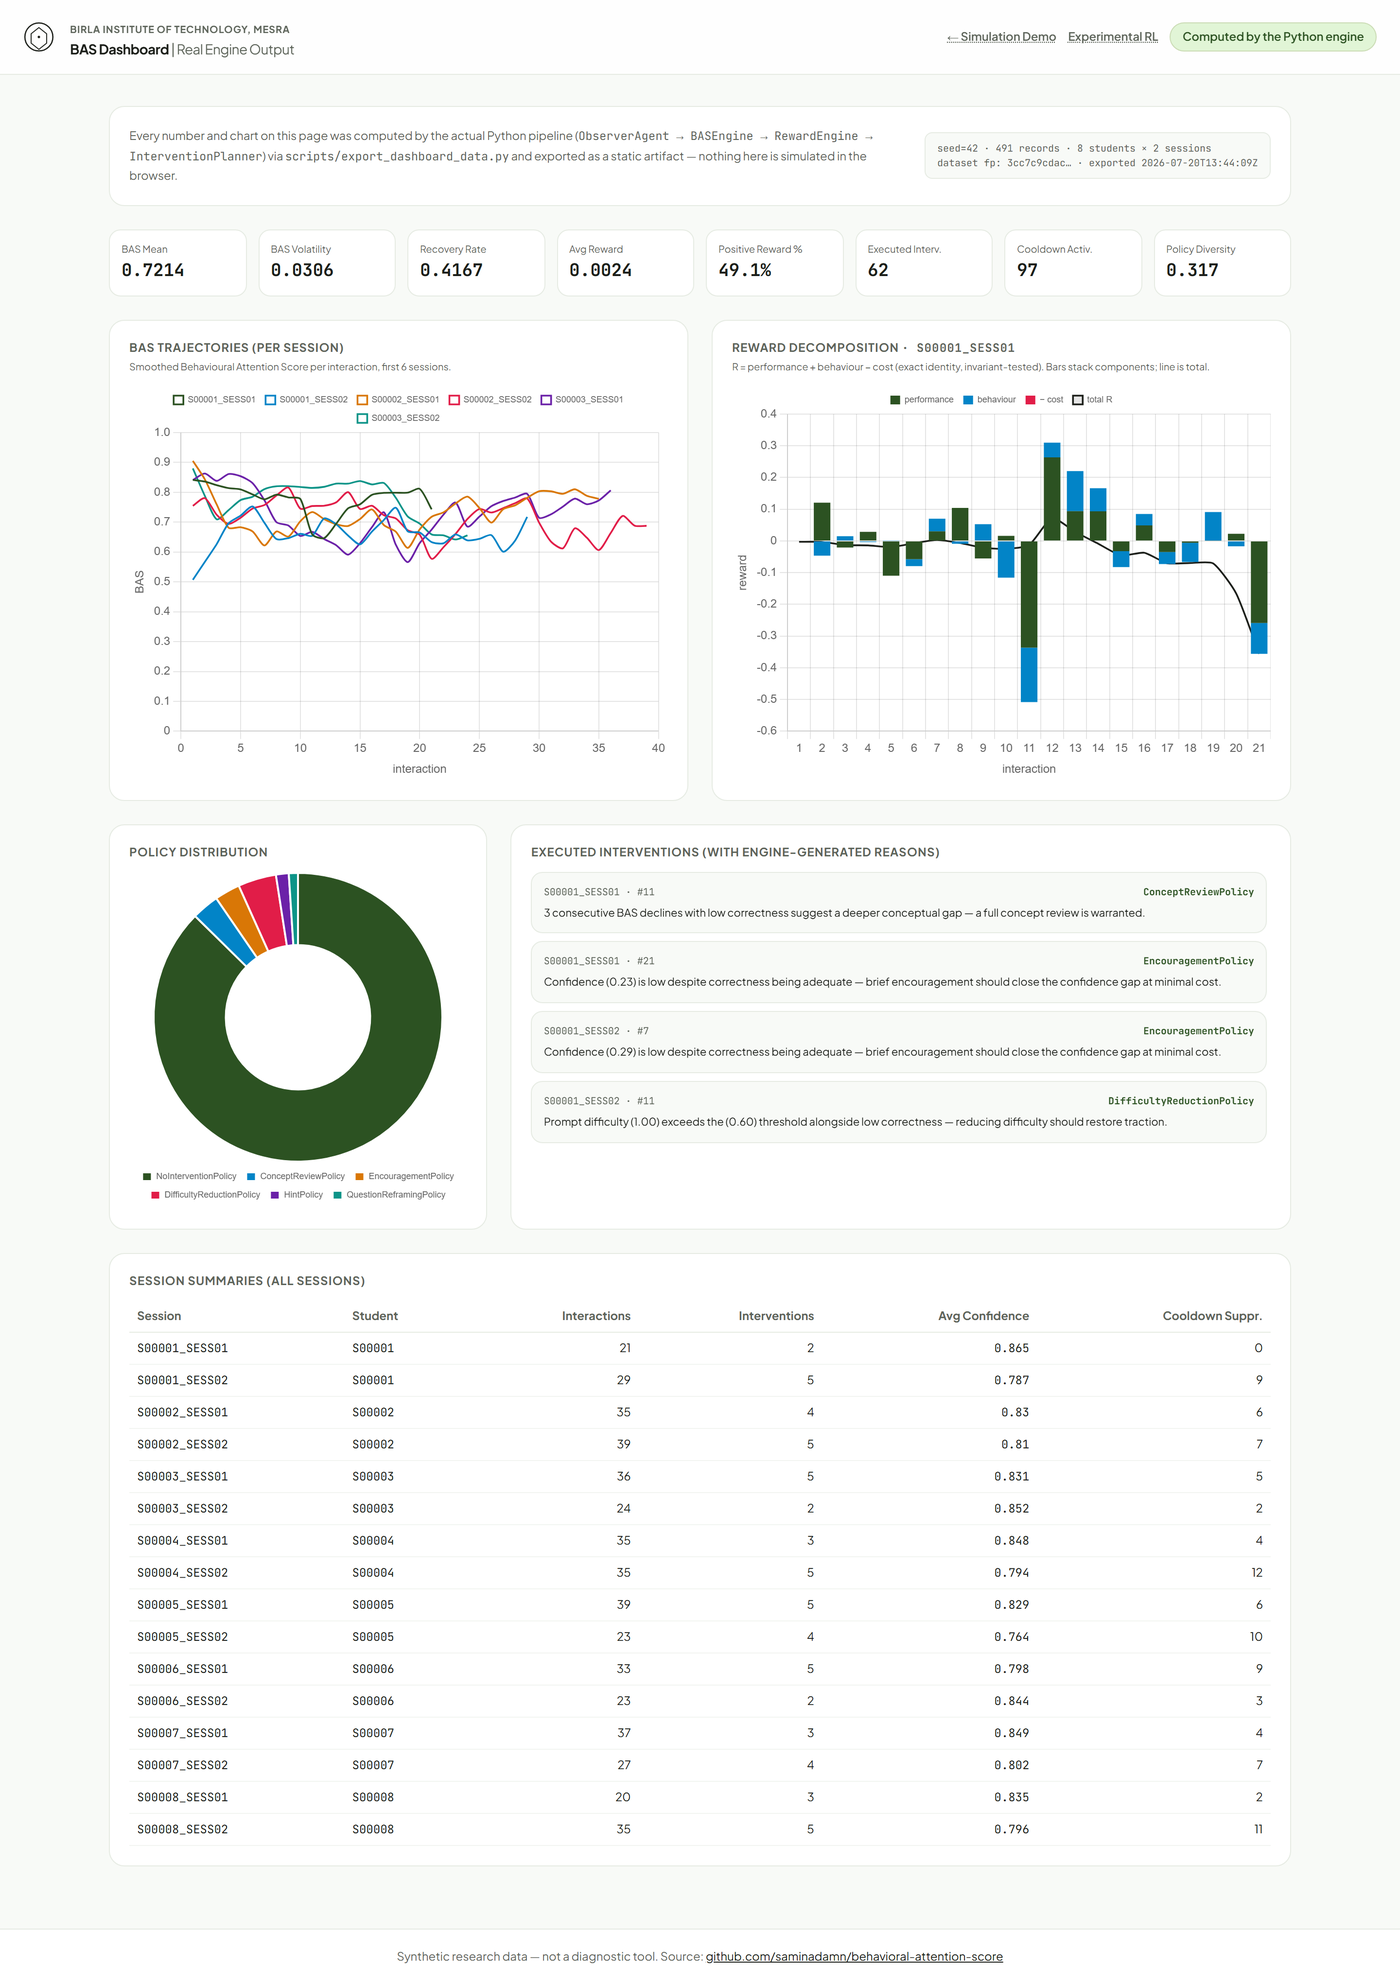 BIRLA INSTITUTE OF TECHNOLOGY, MESRA
BAS Dashboard | Real Engine Output
← Simulation Demo
Experimental RL
Computed by the Python engine
Every number and chart on this page was computed by the actual Python pipeline (ObserverAgent → BASEngine → RewardEngine →
InterventionPlanner) via scripts/export_dashboard_data.py and exported as a static artifact — nothing here is simulated in the
browser.
seed=42 · 491 records · 8 students × 2 sessions
dataset fp: 3cc7c9cdac… · exported 2026-07-20T13:44:09Z
BAS Mean
0.7214
BAS Volatility
0.0306
Recovery Rate
0.4167
Avg Reward
0.0024
Positive Reward %
49.1%
Executed Interv.
62
Cooldown Activ.
97
Policy Diversity
0.317
BAS TRAJECTORIES (PER SESSION)
Smoothed Behavioural Attention Score per interaction, first 6 sessions.
S00001_SESS01 S00001_SESS02 S00002_SESS01 S00002_SESS02 S00003_SESS01
S00003_SESS02
1.0
0.9
0.8
0.7
0.6
0.5
0.4
0.3
0.2
0.1
0
BAS
0 5 10 15 20 25 30 35 40
interaction
REWARD DECOMPOSITION · S00001_SESS01
R = performance + behaviour − cost (exact identity, invariant-tested). Bars stack components; line is total.
performance behaviour − cost total R
0.4
0.3
0.2
0.1
0
-0.1
-0.2
-0.3
-0.4
-0.5
-0.6
reward
1 2 3 4 5 6 7 8 9 10 11 12 13 14 15 16 17 18 19 20 21
interaction
POLICY DISTRIBUTION
NoInterventionPolicy ConceptReviewPolicy EncouragementPolicy
DifficultyReductionPolicy HintPolicy QuestionReframingPolicy
EXECUTED INTERVENTIONS (WITH ENGINE-GENERATED REASONS)
S00001_SESS01 · #11 ConceptReviewPolicy
3 consecutive BAS declines with low correctness suggest a deeper conceptual gap — a full concept review is warranted.
S00001_SESS01 · #21 EncouragementPolicy
Confidence (0.23) is low despite correctness being adequate — brief encouragement should close the confidence gap at minimal cost.
S00001_SESS02 · #7 EncouragementPolicy
Confidence (0.29) is low despite correctness being adequate — brief encouragement should close the confidence gap at minimal cost.
S00001_SESS02 · #11 DifficultyReductionPolicy
Prompt difficulty (1.00) exceeds the (0.60) threshold alongside low correctness — reducing difficulty should restore traction.
SESSION SUMMARIES (ALL SESSIONS)
Session Student Interactions Interventions Avg Confidence Cooldown Suppr.
S00001_SESS01 S00001 21 2 0.865 0
S00001_SESS02 S00001 29 5 0.787 9
S00002_SESS01 S00002 35 4 0.83 6
S00002_SESS02 S00002 39 5 0.81 7
S00003_SESS01 S00003 36 5 0.831 5
S00003_SESS02 S00003 24 2 0.852 2
S00004_SESS01 S00004 35 3 0.848 4
S00004_SESS02 S00004 35 5 0.794 12
S00005_SESS01 S00005 39 5 0.829 6
S00005_SESS02 S00005 23 4 0.764 10
S00006_SESS01 S00006 33 5 0.798 9
S00006_SESS02 S00006 23 2 0.844 3
S00007_SESS01 S00007 37 3 0.849 4
S00007_SESS02 S00007 27 4 0.802 7
S00008_SESS01 S00008 20 3 0.835 2
S00008_SESS02 S00008 35 5 0.796 11
Synthetic research data — not a diagnostic tool. Source: github.com/saminadamn/behavioral-attention-score